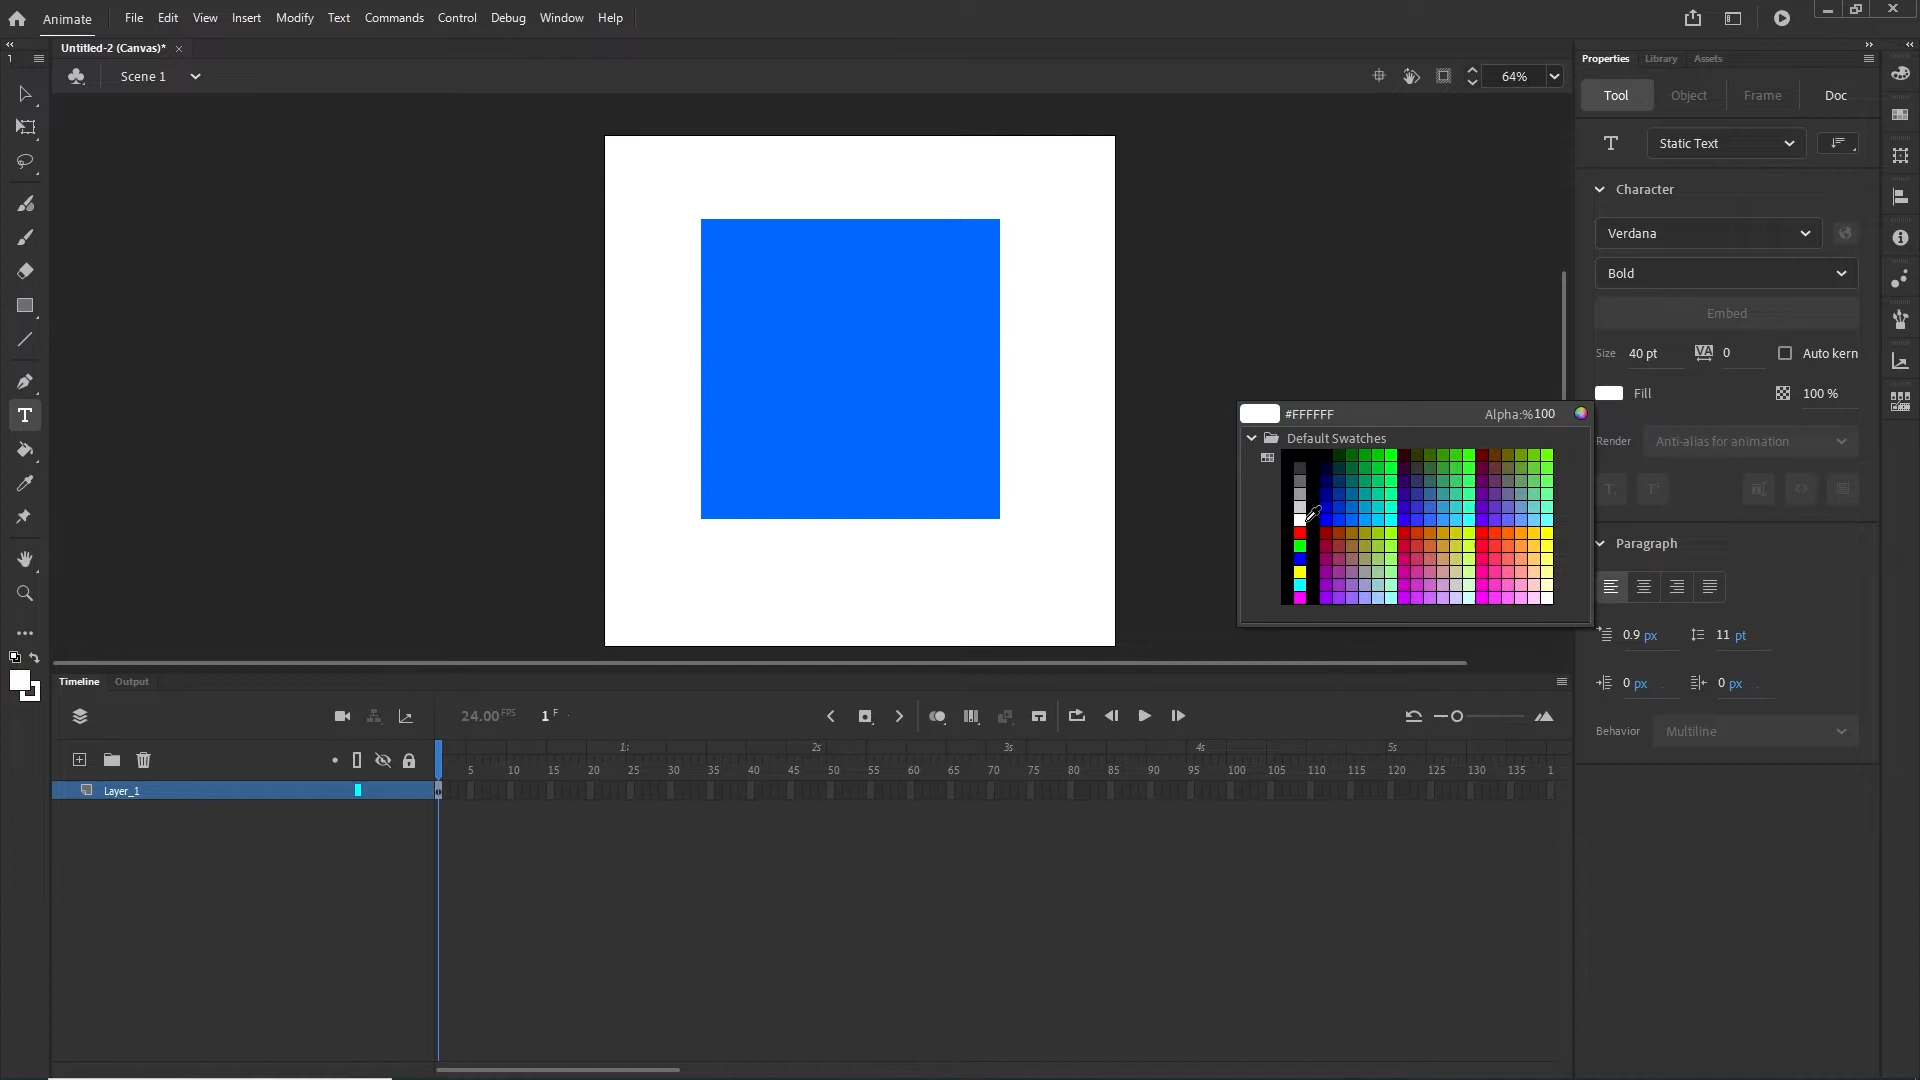 Animate File Edit View Insert Modify Text Commands Control Debug Window Help
Untitled-2 (Canvas)* ×
Properties Library Assets
Scene 1 64%
Tool Object Frame Doc
T Static Text
Character
Verdana
Bold
Embed
Size 40 pt VA 0 Auto kern
Fill 100 %
#FFFFFF Alpha:%100
Default Swatches
Render Anti-alias for animation
Paragraph
0.9 px 11 pt
0 px 0 px
Behavior Multiline
Timeline Output
24.00 FPS 1 F
1s 2s 3s 4s 5s
5 10 15 20 25 30 35 40 45 50 55 60 65 70 75 80 85 90 95 100 105 110 115 120 125 130 135 1
Layer_1